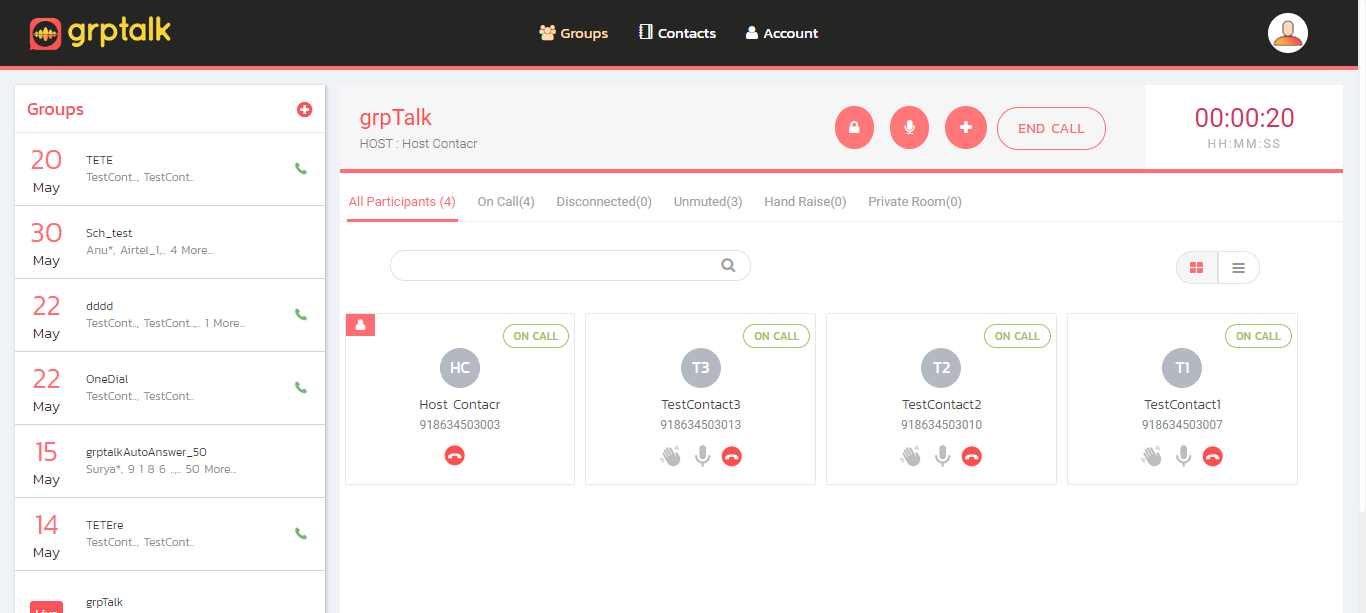 grptalk
Groups
Contacts
Account
Groups
20
May
TETE
TestCont.., TestCont..
30
May
Sch_test
Anu*, Airtel_1,.. 4 More...
22
May
dddd
TestCont.., TestCont..,.. 1 More...
22
May
OneDial
TestCont.., TestCont..
15
May
grptalkAutoAnswer_50
Surya*, 9 1 8 6 ..,.. 50 More...
14
May
TETEre
TestCont.., TestCont..
Live
grpTalk
grpTalk
HOST : Host Contacr
END CALL
00:00:20
HH:MM:SS
All Participants (4)
On Call(4)
Disconnected(0)
Unmuted(3)
Hand Raise(0)
Private Room(0)
ON CALL
HC
Host Contacr
918634503003
ON CALL
T3
TestContact3
918634503013
ON CALL
T2
TestContact2
918634503010
ON CALL
T1
TestContact1
918634503007